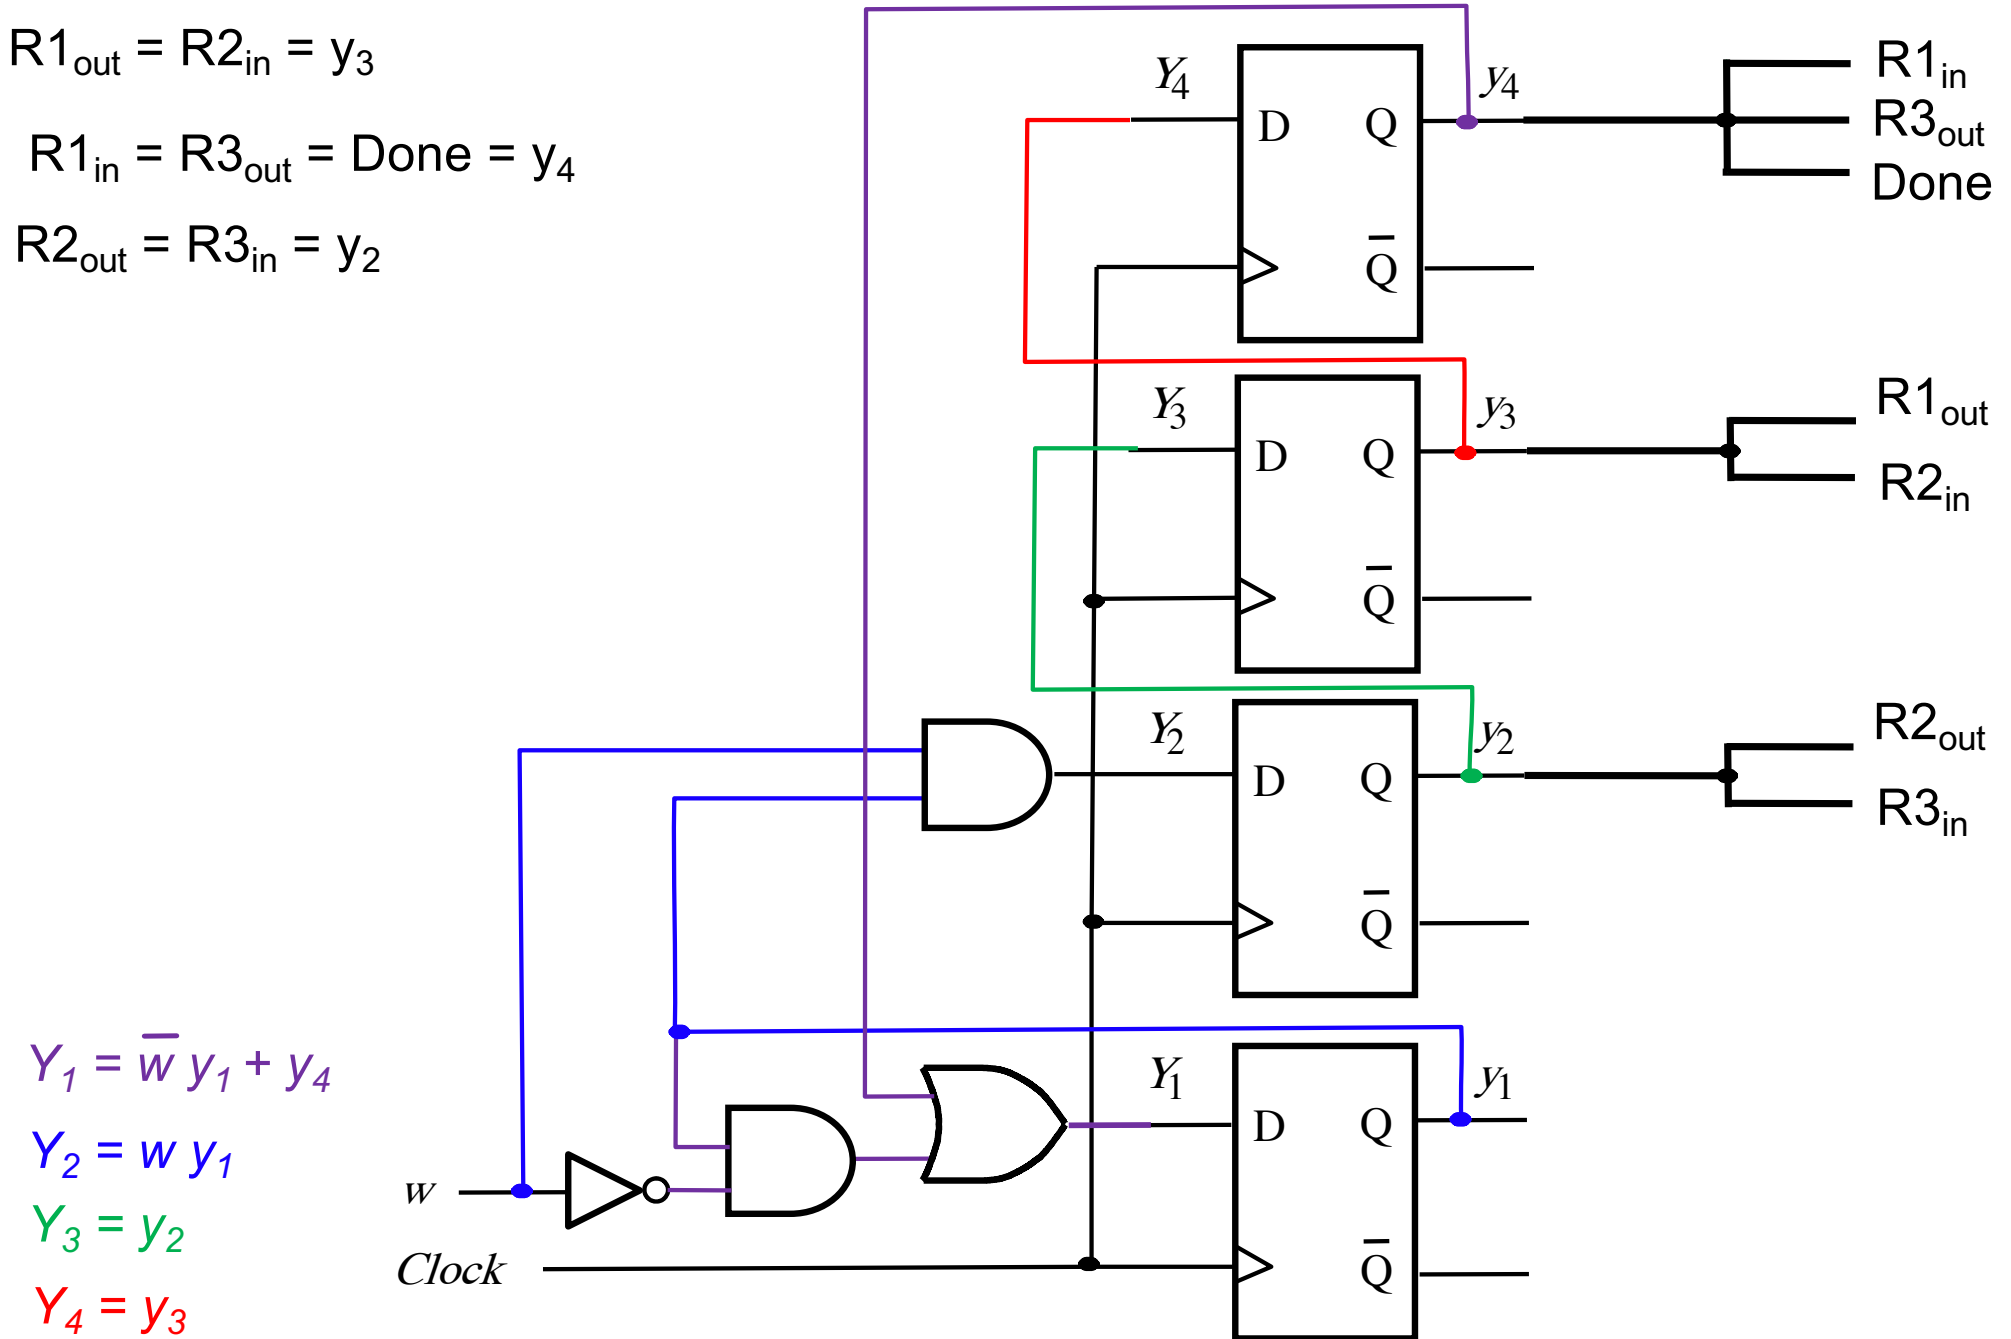 R1out = R2in = y3
R1in = R3out = Done = y4
R2out = R3in = y2
Y4
y4
D
Q
Q̅
R1in
R3out
Done
Y3
y3
D
Q
Q̅
R1out
R2in
Y2
y2
D
Q
Q̅
R2out
R3in
Y1
y1
D
Q
Q̅
w
Clock
Y1 = w̅ y1 + y4
Y2 = w y1
Y3 = y2
Y4 = y3